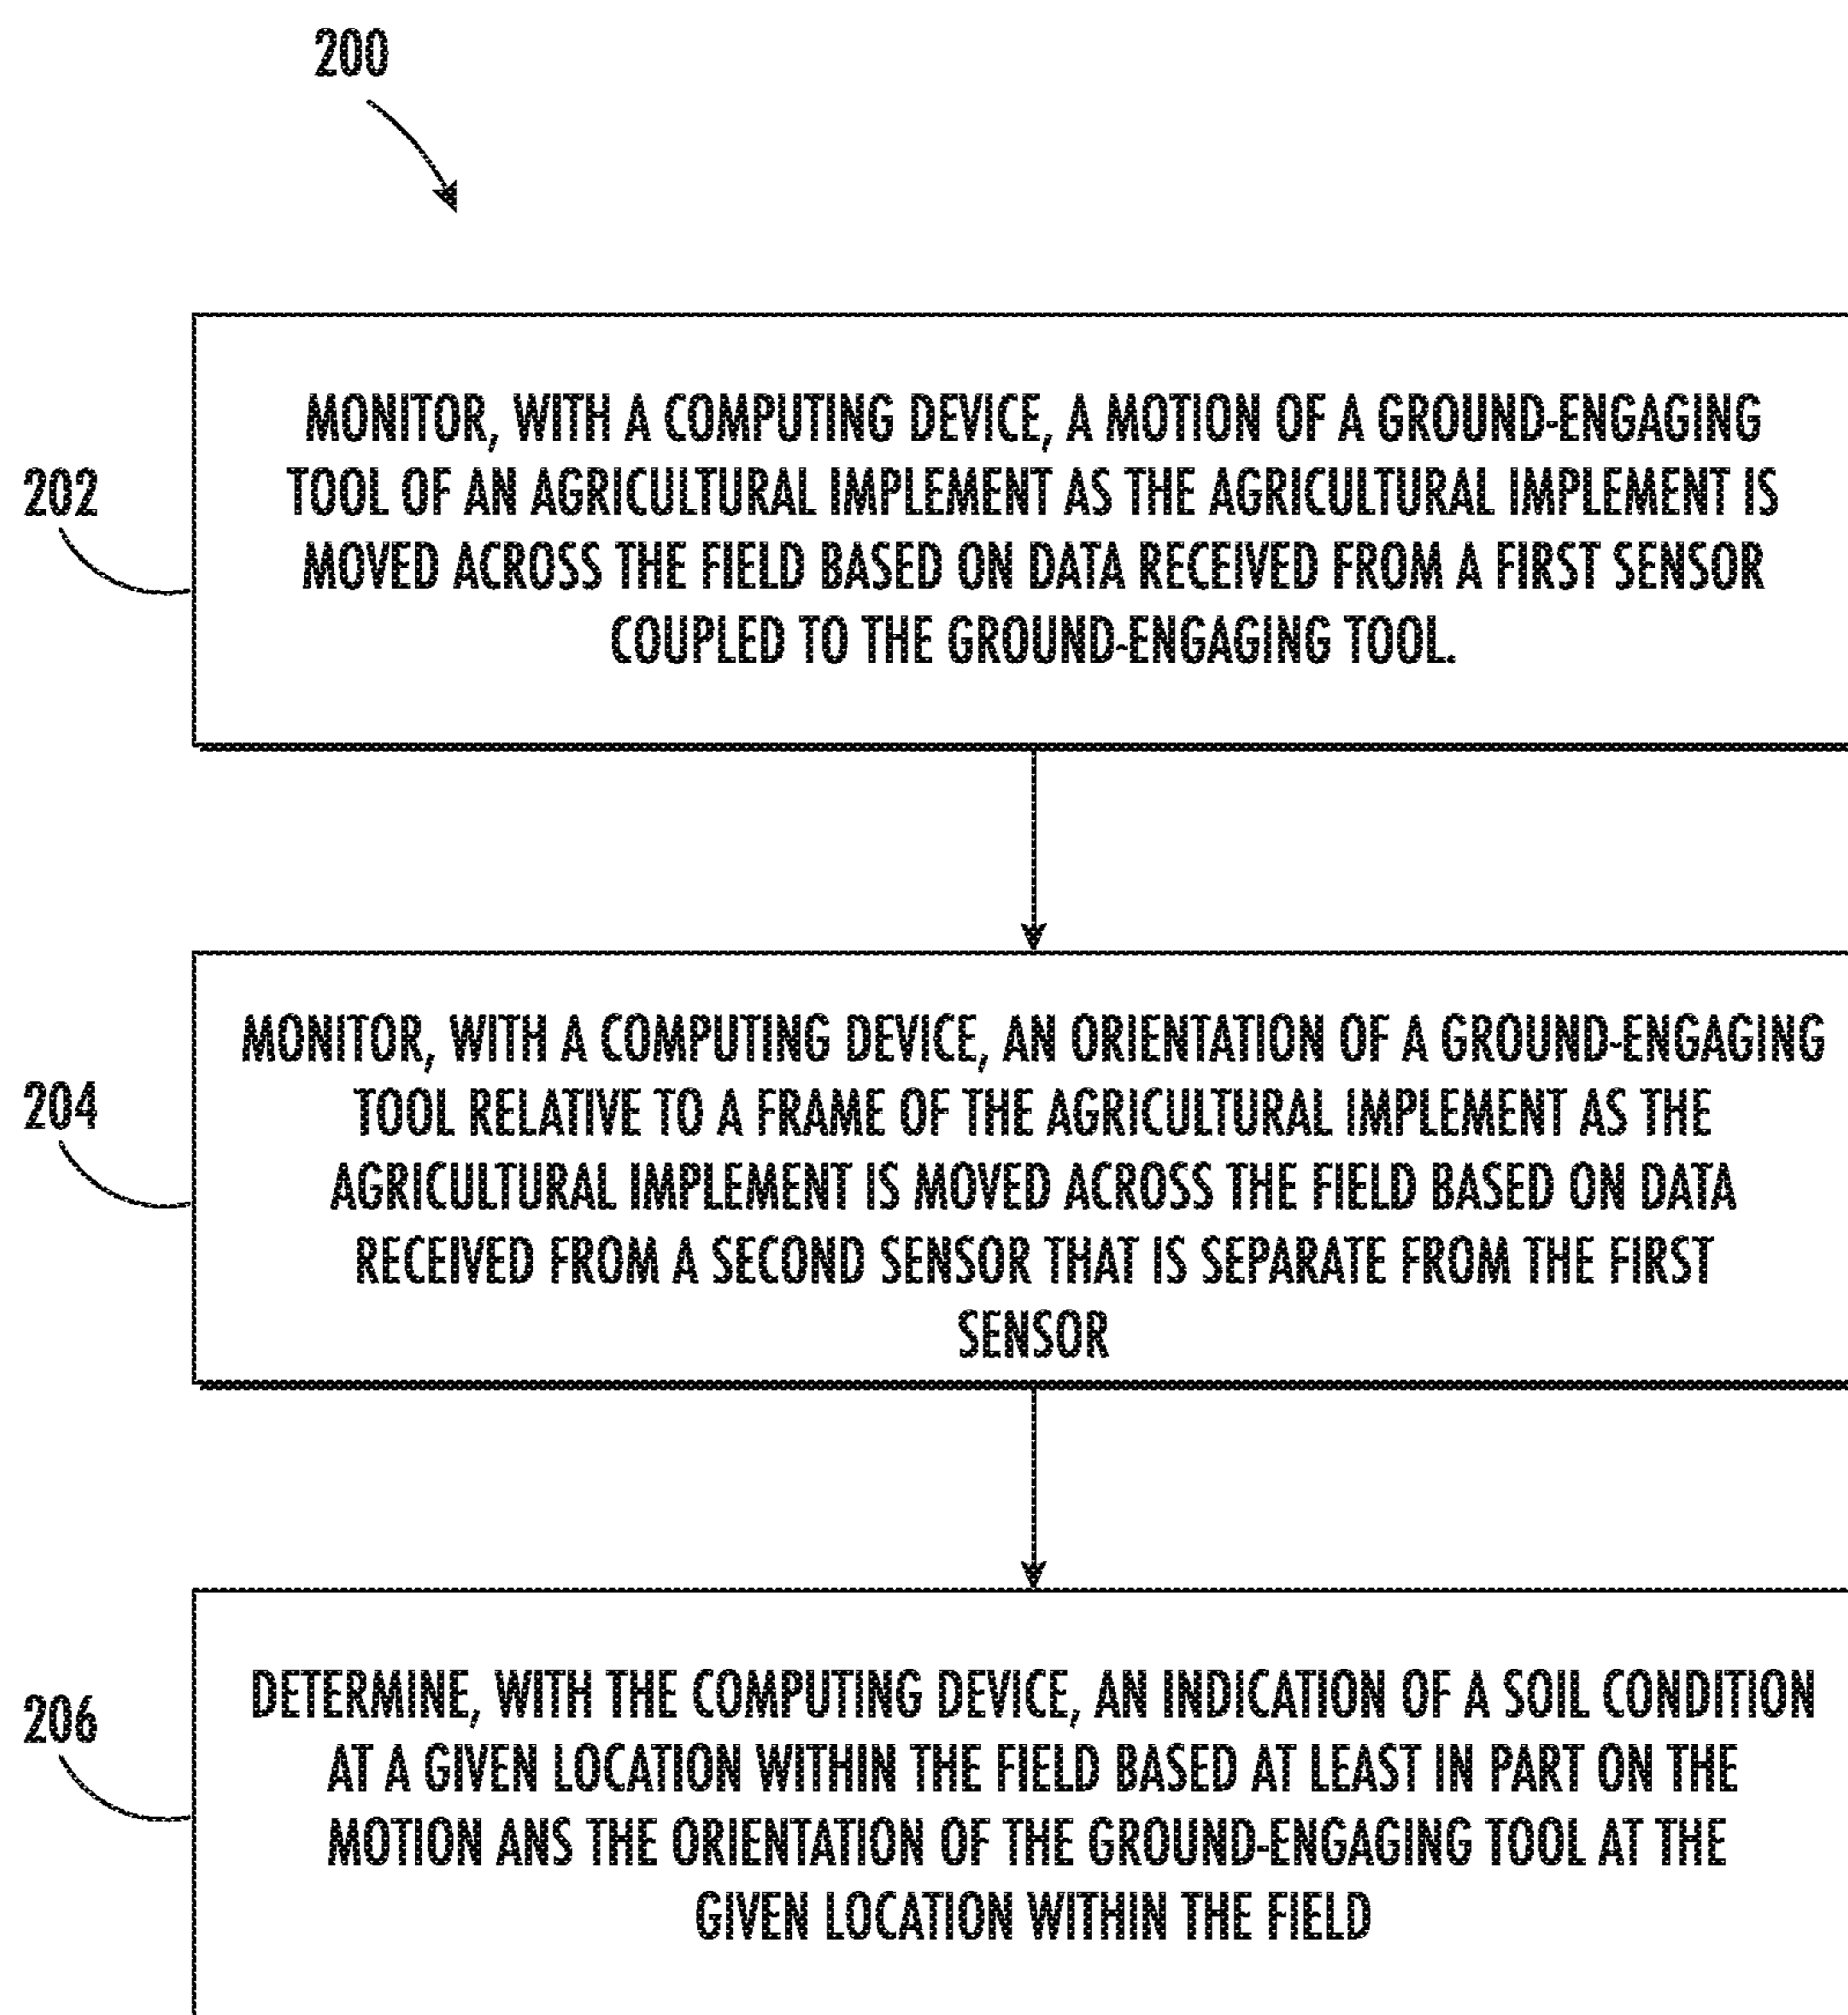 200
202
MONITOR, WITH A COMPUTING DEVICE, A MOTION OF A GROUND-ENGAGING
TOOL OF AN AGRICULTURAL IMPLEMENT AS THE AGRICULTURAL IMPLEMENT IS
MOVED ACROSS THE FIELD BASED ON DATA RECEIVED FROM A FIRST SENSOR
COUPLED TO THE GROUND-ENGAGING TOOL.
204
MONITOR, WITH A COMPUTING DEVICE, AN ORIENTATION OF A GROUND-ENGAGING
TOOL RELATIVE TO A FRAME OF THE AGRICULTURAL IMPLEMENT AS THE
AGRICULTURAL IMPLEMENT IS MOVED ACROSS THE FIELD BASED ON DATA
RECEIVED FROM A SECOND SENSOR THAT IS SEPARATE FROM THE FIRST
SENSOR
206
DETERMINE, WITH THE COMPUTING DEVICE, AN INDICATION OF A SOIL CONDITION
AT A GIVEN LOCATION WITHIN THE FIELD BASED AT LEAST IN PART ON THE
MOTION ANS THE ORIENTATION OF THE GROUND-ENGAGING TOOL AT THE
GIVEN LOCATION WITHIN THE FIELD